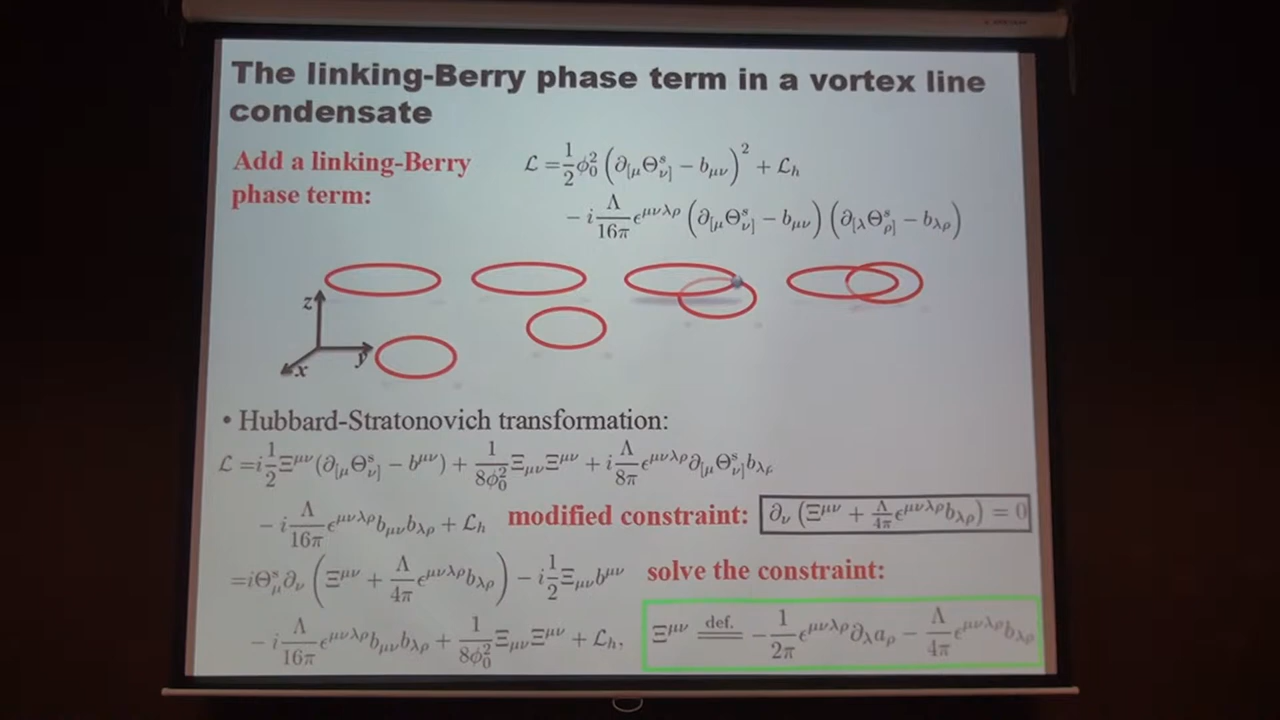 The linking-Berry phase term in a vortex line
condensate
Add a linking-Berry
phase term:
ℒ =½ϕ₀² (∂_[μ Θ^s_ν] − b_μν)² + ℒ_h
− i Λ/16π ε^{μνλρ} (∂_[μ Θ^s_ν] − b_μν) (∂_[λ Θ^s_ρ] − b_λρ)
z
y
x
• Hubbard-Stratonovich transformation:
ℒ =i½ Ξ^{μν}(∂_[μ Θ^s_ν] − b^{μν}) + 1/8ϕ₀² Ξ_μν Ξ^{μν} + i Λ/8π ε^{μνλρ} ∂_[μ Θ^s_ν] b_λρ
− i Λ/16π ε^{μνλρ} b_μν b_λρ + ℒ_h
modified constraint: ∂_ν (Ξ^{μν} + Λ/4π ε^{μνλρ} b_λρ) = 0
=iΘ^s_μ ∂_ν (Ξ^{μν} + Λ/4π ε^{μνλρ} b_λρ) − i½ Ξ_μν b^{μν}
solve the constraint:
− i Λ/16π ε^{μνλρ} b_μν b_λρ + 1/8ϕ₀² Ξ_μν Ξ^{μν} + ℒ_h,
Ξ^{μν} def.== − 1/2π ε^{μνλρ} ∂_λ a_ρ − Λ/4π ε^{μνλρ} b_λρ